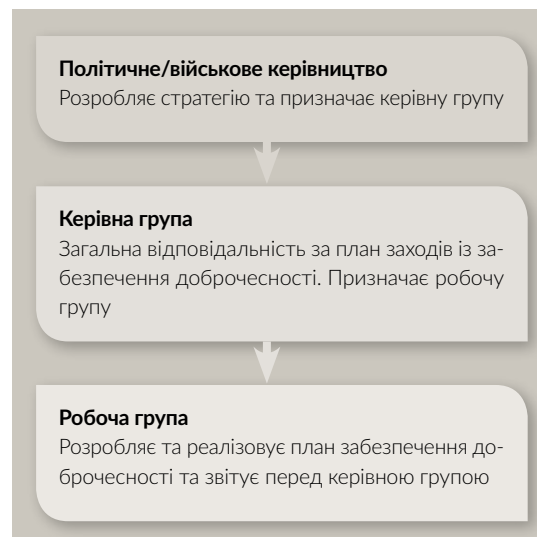 Політичне/військове керівництво
Розробляє стратегію та призначає керівну групу
Керівна група
Загальна відповідальність за план заходів із за-
безпечення доброчесності. Призначає робочу
групу
Робоча група
Розробляє та реалізовує план забезпечення до-
брочесності та звітує перед керівною групою